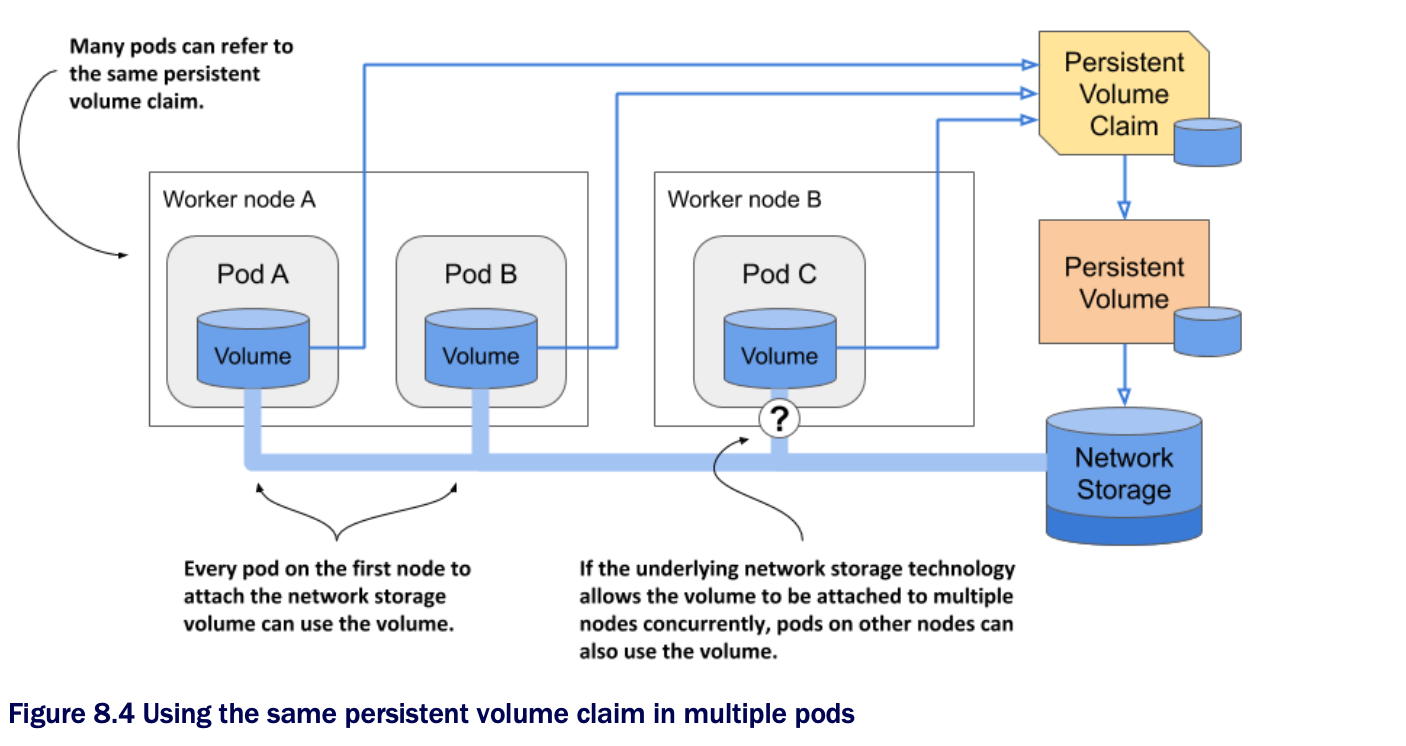 Many pods can refer to
the same persistent
volume claim.
Persistent
Volume
Claim
Worker node A
Worker node B
Pod A
Pod B
Pod C
Persistent
Volume
Volume
Volume
Volume
?
Network
Storage
Every pod on the first node to
attach the network storage
volume can use the volume.
If the underlying network storage technology
allows the volume to be attached to multiple
nodes concurrently, pods on other nodes can
also use the volume.
Figure 8.4 Using the same persistent volume claim in multiple pods